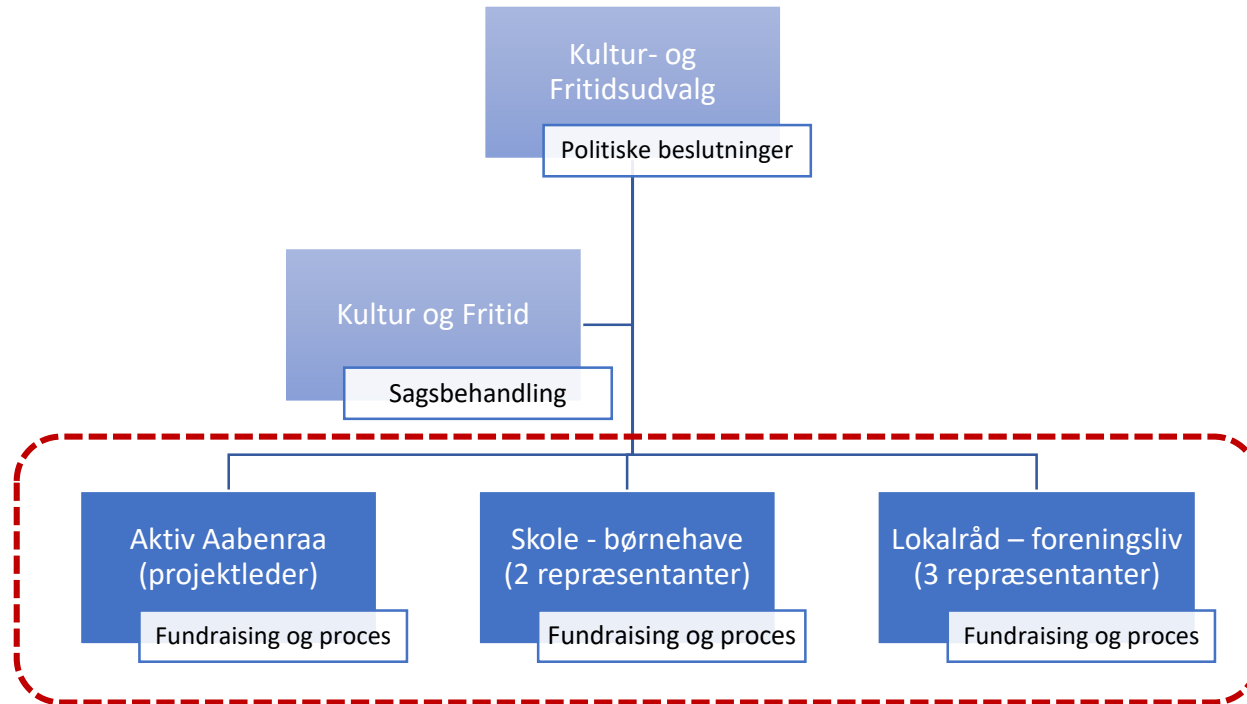 Kultur- og
Fritidsudvalg
Politiske beslutninger
Kultur og Fritid
Sagsbehandling
Aktiv Aabenraa
(projektleder)
Fundraising og proces
Skole - børnehave
(2 repræsentanter)
Fundraising og proces
Lokalråd – foreningsliv
(3 repræsentanter)
Fundraising og proces